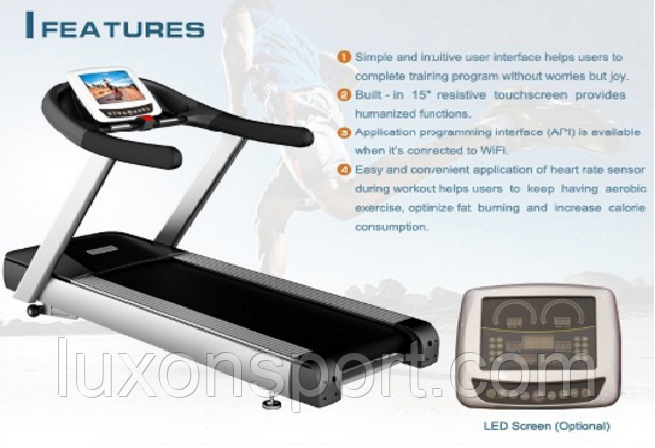 FEATURES
1 Simple and intuitive user interface helps users to
complete training program without worries but joy.
2 Built - in 15" resistive touchscreen provides
humanized functions.
3 Application programming interface (API) is available
when it's connected to WiFi.
4 Easy and convenient application of heart rate sensor
during workout helps users to keep having aerobic
exercise, optimize fat burning and increase calorie
consumption.
luxonsport.com.ua
LED Screen (Optional)